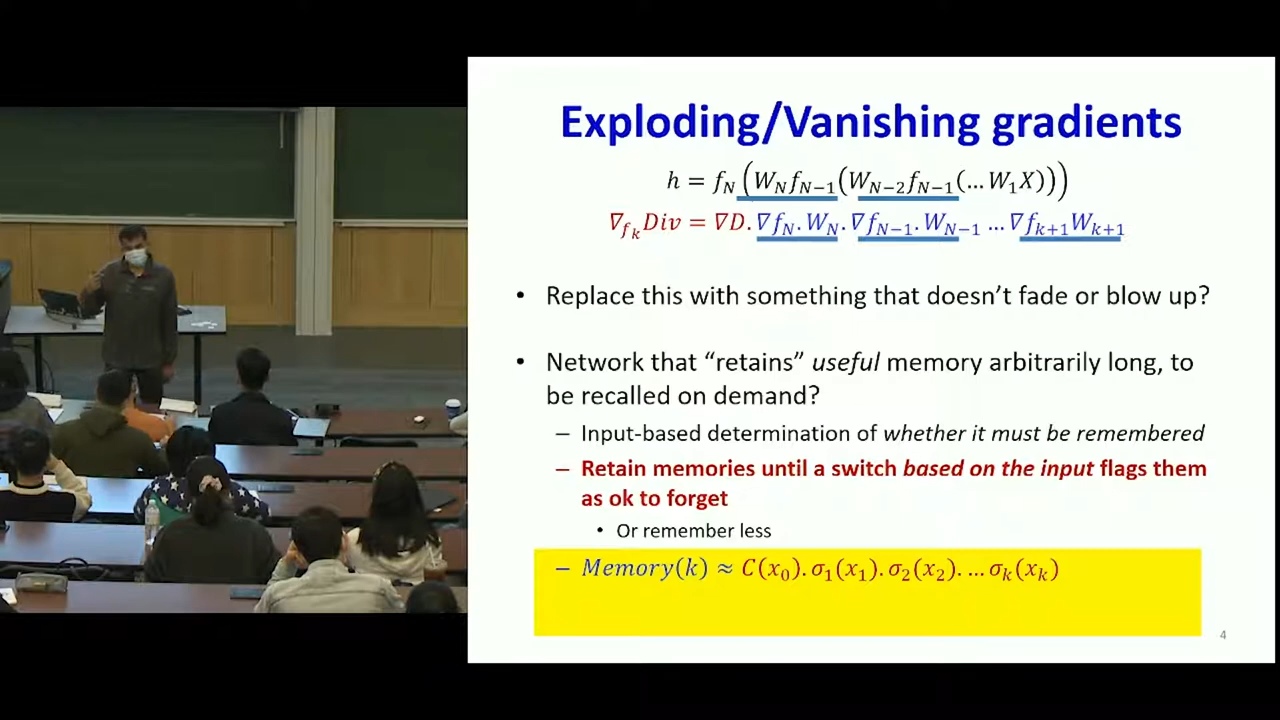 Exploding/Vanishing gradients
h = f_N(W_N f_{N-1}(W_{N-2} f_{N-1}(...W_1 X)))
∇_{f_k}Div = ∇D.∇f_N.W_N.∇f_{N-1}.W_{N-1} ...∇f_{k+1}W_{k+1}
• Replace this with something that doesn't fade or blow up?
• Network that “retains” useful memory arbitrarily long, to
be recalled on demand?
– Input-based determination of whether it must be remembered
– Retain memories until a switch based on the input flags them
as ok to forget
• Or remember less
– Memory(k) ≈ C(x_0).σ_1(x_1).σ_2(x_2). ... σ_k(x_k)
4